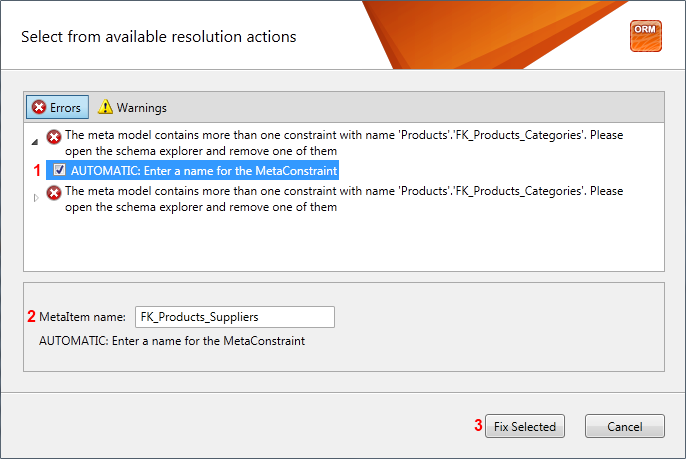 Select from available resolution actions
ORM
Errors
Warnings
The meta model contains more than one constraint with name 'Products'.'FK_Products_Categories'. Please
open the schema explorer and remove one of them
1
AUTOMATIC: Enter a name for the MetaConstraint
The meta model contains more than one constraint with name 'Products'.'FK_Products_Categories'. Please
open the schema explorer and remove one of them
2 MetaItem name: FK_Products_Suppliers
AUTOMATIC: Enter a name for the MetaConstraint
3 Fix Selected Cancel